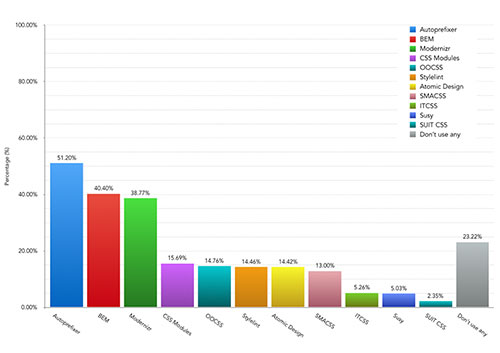 100.00%
80.00%
60.00%
40.00%
20.00%
0.00%
Percentage (%)
51.20%
40.40%
38.77%
15.69%
14.76%
14.46%
14.42%
13.00%
5.26%
5.03%
2.35%
23.22%
Autoprefixer
BEM
Modernizr
CSS Modules
OOCSS
Stylelint
Atomic Design
SMACSS
ITCSS
Susy
SUIT CSS
Don't use any
Autoprefixer
BEM
Modernizr
CSS Modules
OOCSS
Stylelint
Atomic Design
SMACSS
ITCSS
Susy
SUIT CSS
Don't use any